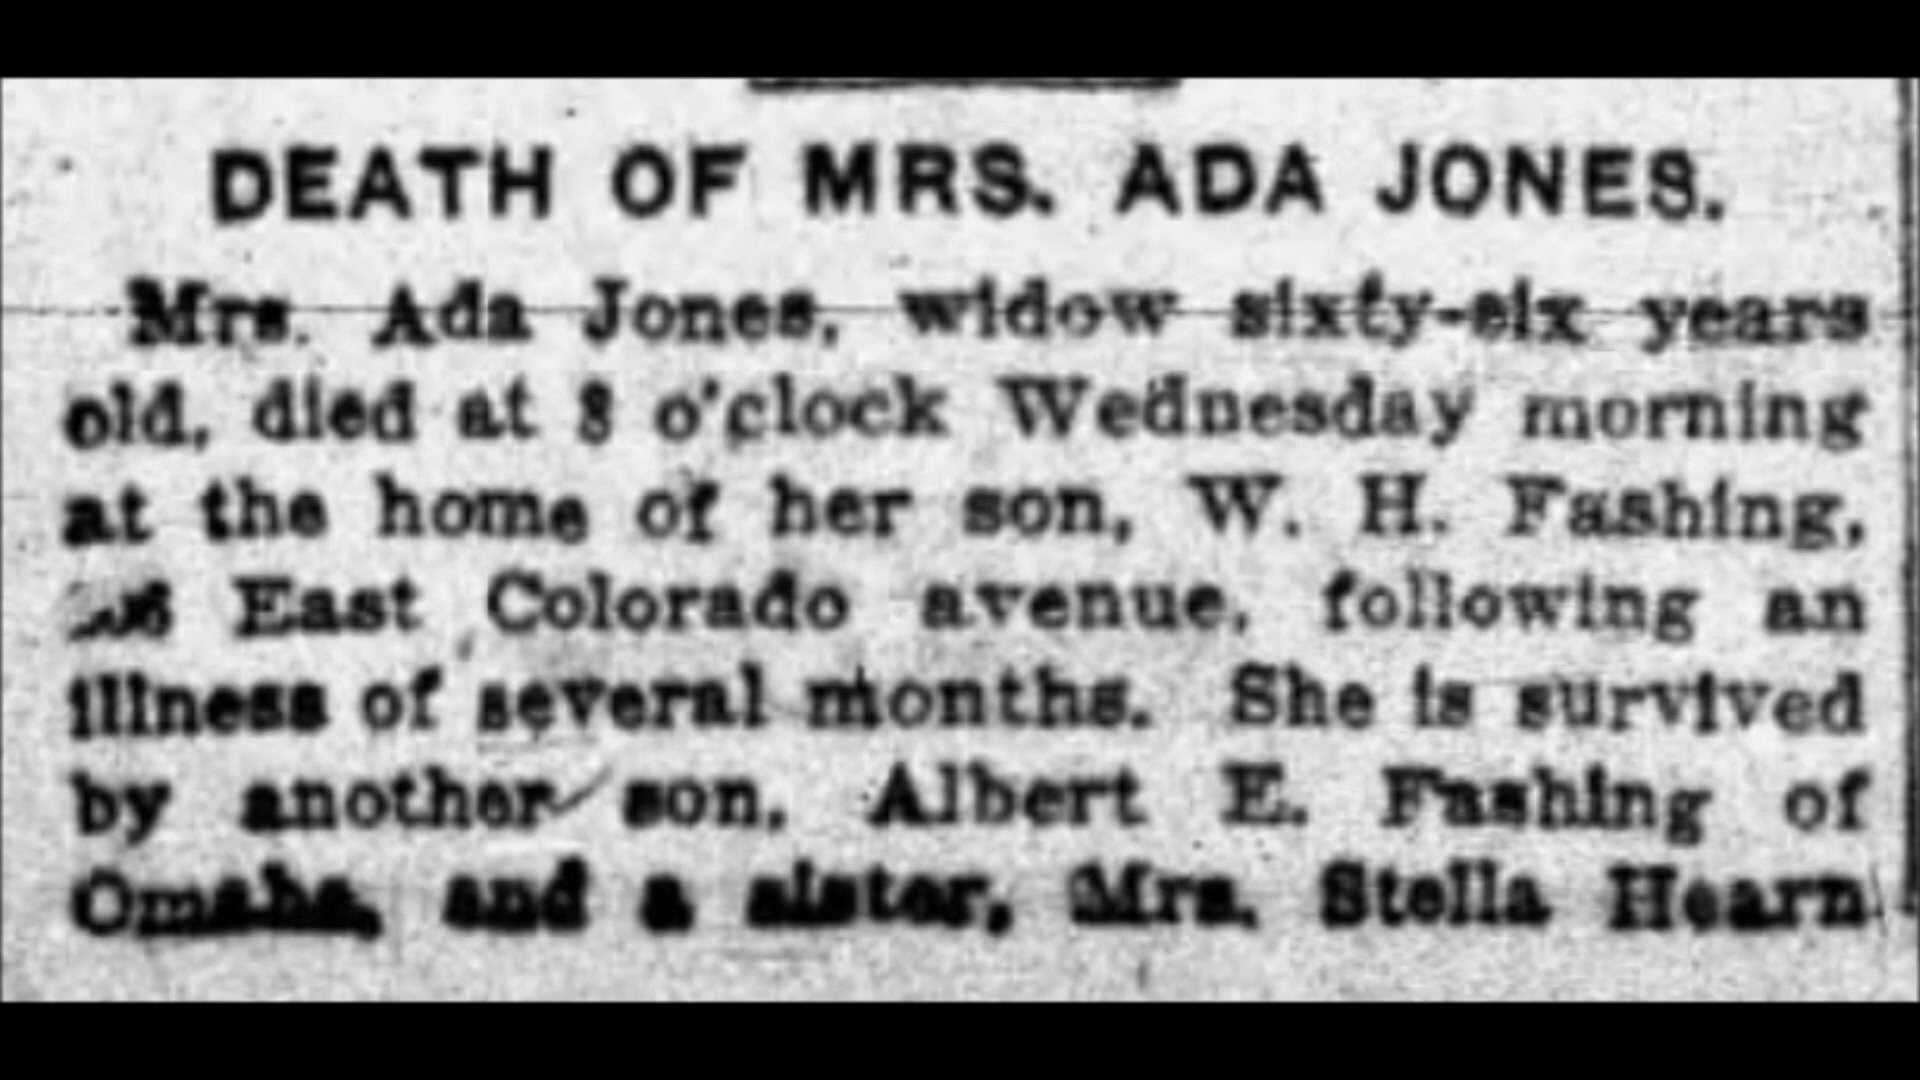 DEATH OF MRS. ADA JONES.
Mrs. Ada Jones, widow sixty-six years
old, died at 8 o'clock Wednesday morning
at the home of her son, W. H. Fashing,
East Colorado avenue, following an
illness of several months. She is survived
by another son, Albert E. Fashing of
Omaha, and a sister, Mrs. Stella Hearn